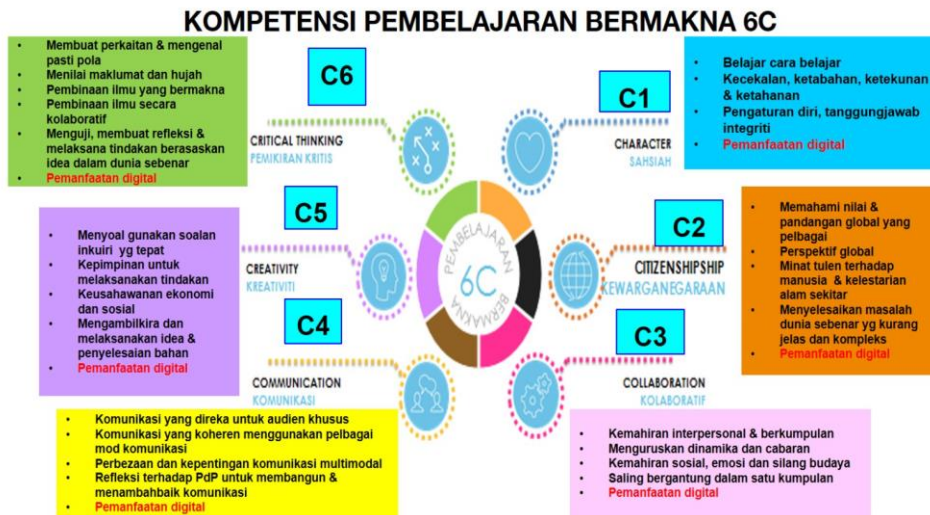 KOMPETENSI PEMBELAJARAN BERMAKNA 6C
• Membuat perkaitan & mengenal
pasti pola
• Menilai maklumat dan hujah
• Pembinaan ilmu yang bermakna
• Pembinaan ilmu secara
kolaboratif
• Menguji, membuat refleksi &
melaksana tindakan berasaskan
idea dalam dunia sebenar
• Pemanfaatan digital
C6
CRITICAL THINKING
PEMIKIRAN KRITIS
C1
CHARACTER
SAHSIAH
• Belajar cara belajar
• Kecekalan, ketabahan, ketekunan
& ketahanan
• Pengaturan diri, tanggungjawab
integriti
• Pemanfaatan digital
• Menyoal gunakan soalan
inkuiri yg tepat
• Kepimpinan untuk
melaksanakan tindakan
• Keusahawanan ekonomi
dan sosial
• Mengambilkira dan
melaksanakan idea &
penyelesaian bahan
• Pemanfaatan digital
C5
CREATIVITY
KREATIVITI
PEMBELAJARAN
6C
BERMAKNA
C2
CITIZENSHIPSHIP
KEWARGANEGARAAN
• Memahami nilai &
pandangan global yang
pelbagai
• Perspektif global
• Minat tulen terhadap
manusia & kelestarian
alam sekitar
• Menyelesaikan masalah
dunia sebenar yg kurang
jelas dan kompleks
• Pemanfaatan digital
C4
COMMUNICATION
KOMUNIKASI
C3
COLLABORATION
KOLABORATIF
• Komunikasi yang direka untuk audien khusus
• Komunikasi yang koheren menggunakan pelbagai
mod komunikasi
• Perbezaan dan kepentingan komunikasi multimodal
• Refleksi terhadap PdP untuk membangun &
menambahbaik komunikasi
• Pemanfaatan digital
• Kemahiran interpersonal & berkumpulan
• Menguruskan dinamika dan cabaran
• Kemahiran sosial, emosi dan silang budaya
• Saling bergantung dalam satu kumpulan
• Pemanfaatan digital